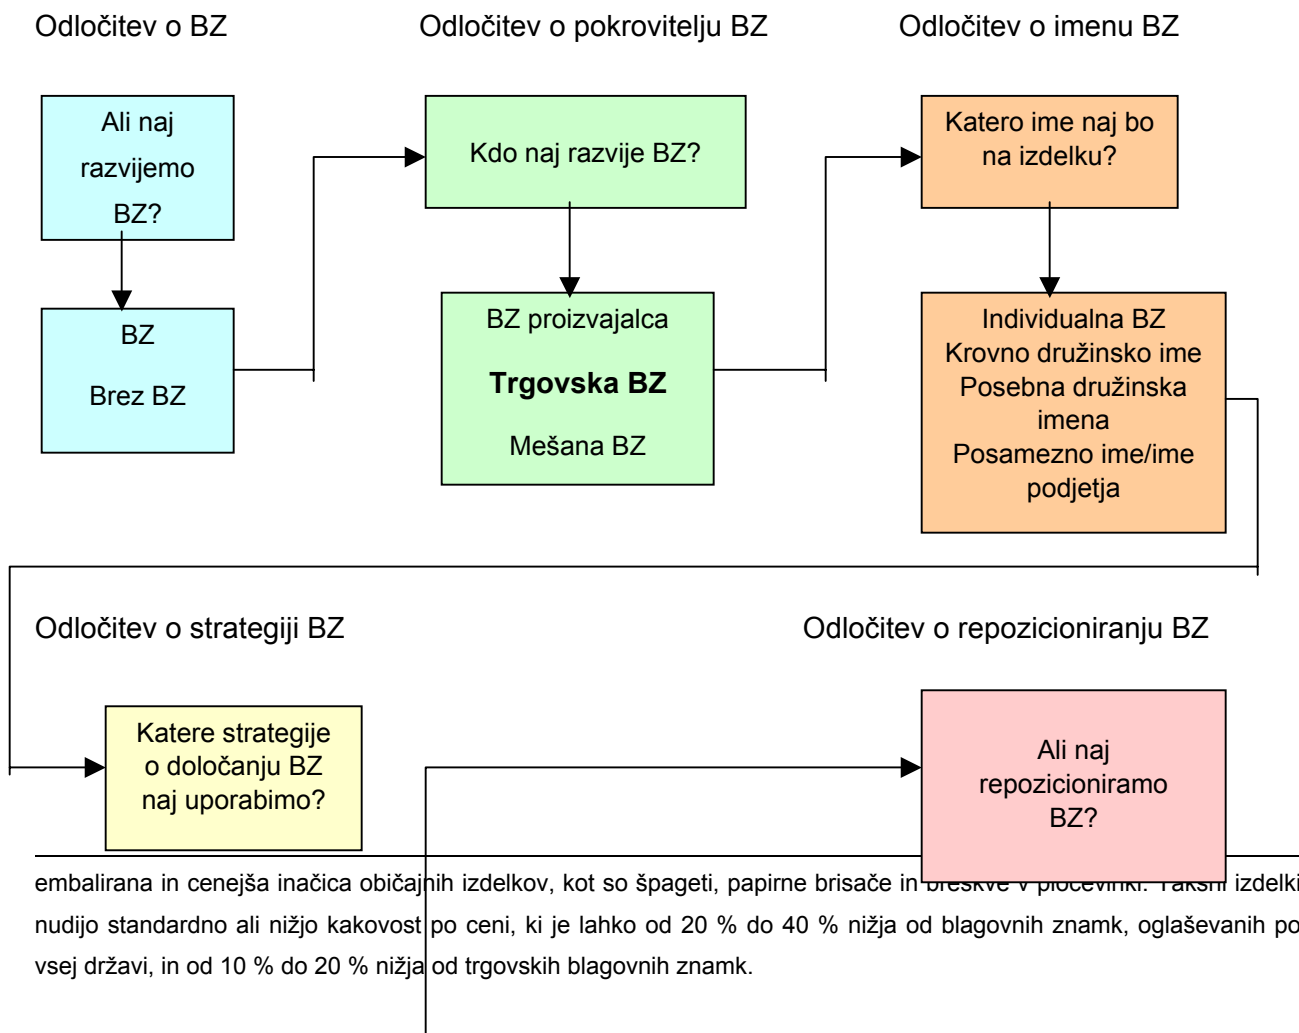 Odločitev o BZ
Odločitev o pokrovitelju BZ
Odločitev o imenu BZ
Ali naj
razvijemo
BZ?
Kdo naj razvije BZ?
Katero ime naj bo
na izdelku?
BZ
Brez BZ
BZ proizvajalca
Trgovska BZ
Mešana BZ
Individualna BZ
Krovno družinsko ime
Posebna družinska
imena
Posamezno ime/ime
podjetja
Odločitev o strategiji BZ
Odločitev o repozicioniranju BZ
Katere strategije
o določanju BZ
naj uporabimo?
Ali naj
repozicioniramo
BZ?
embalirana in cenejša inačica običajnih izdelkov, kot so špageti, papirne brisače in breskve v pločevinki. Takšni izdelki
nudijo standardno ali nižjo kakovost po ceni, ki je lahko od 20 % do 40 % nižja od blagovnih znamk, oglaševanih po
vsej državi, in od 10 % do 20 % nižja od trgovskih blagovnih znamk.